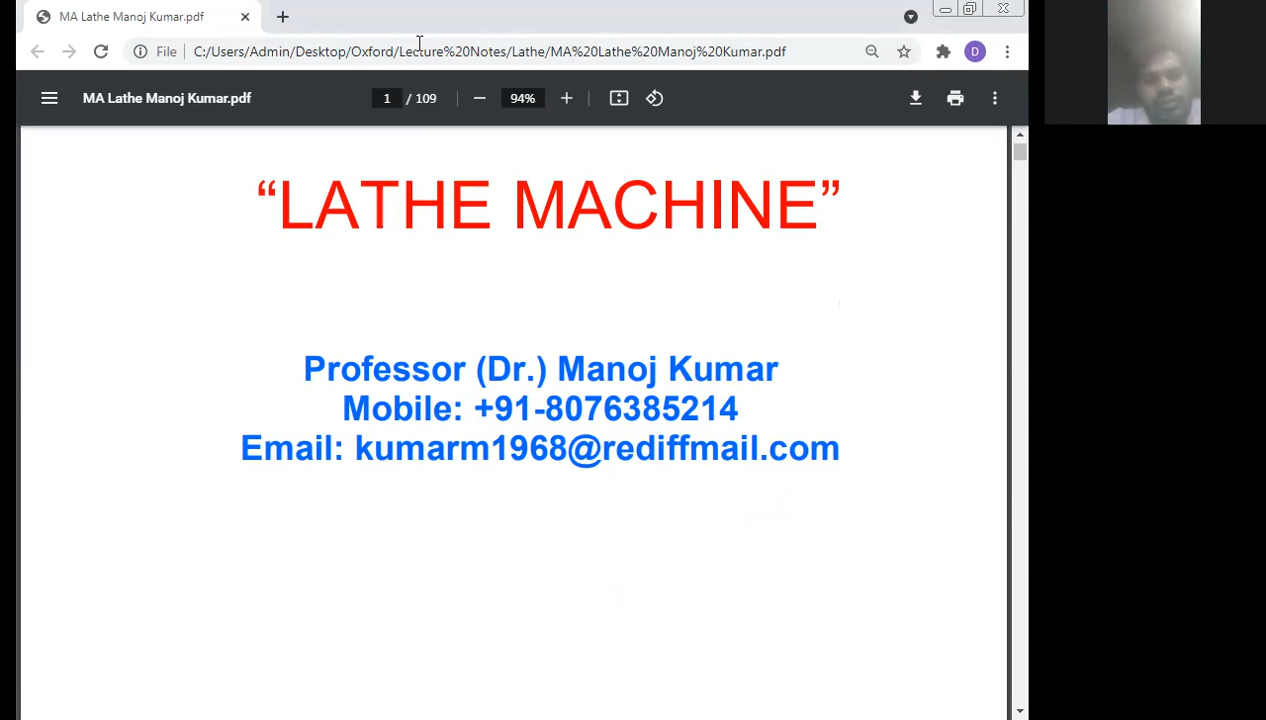 MA Lathe Manoj Kumar.pdf
File C:/Users/Admin/Desktop/Oxford/Lecture%20Notes/Lathe/MA%20Lathe%20Manoj%20Kumar.pdf D
MA Lathe Manoj Kumar.pdf 1 / 109 94%
“LATHE MACHINE”
Professor (Dr.) Manoj Kumar
Mobile: +91-8076385214
Email: kumarm1968@rediffmail.com